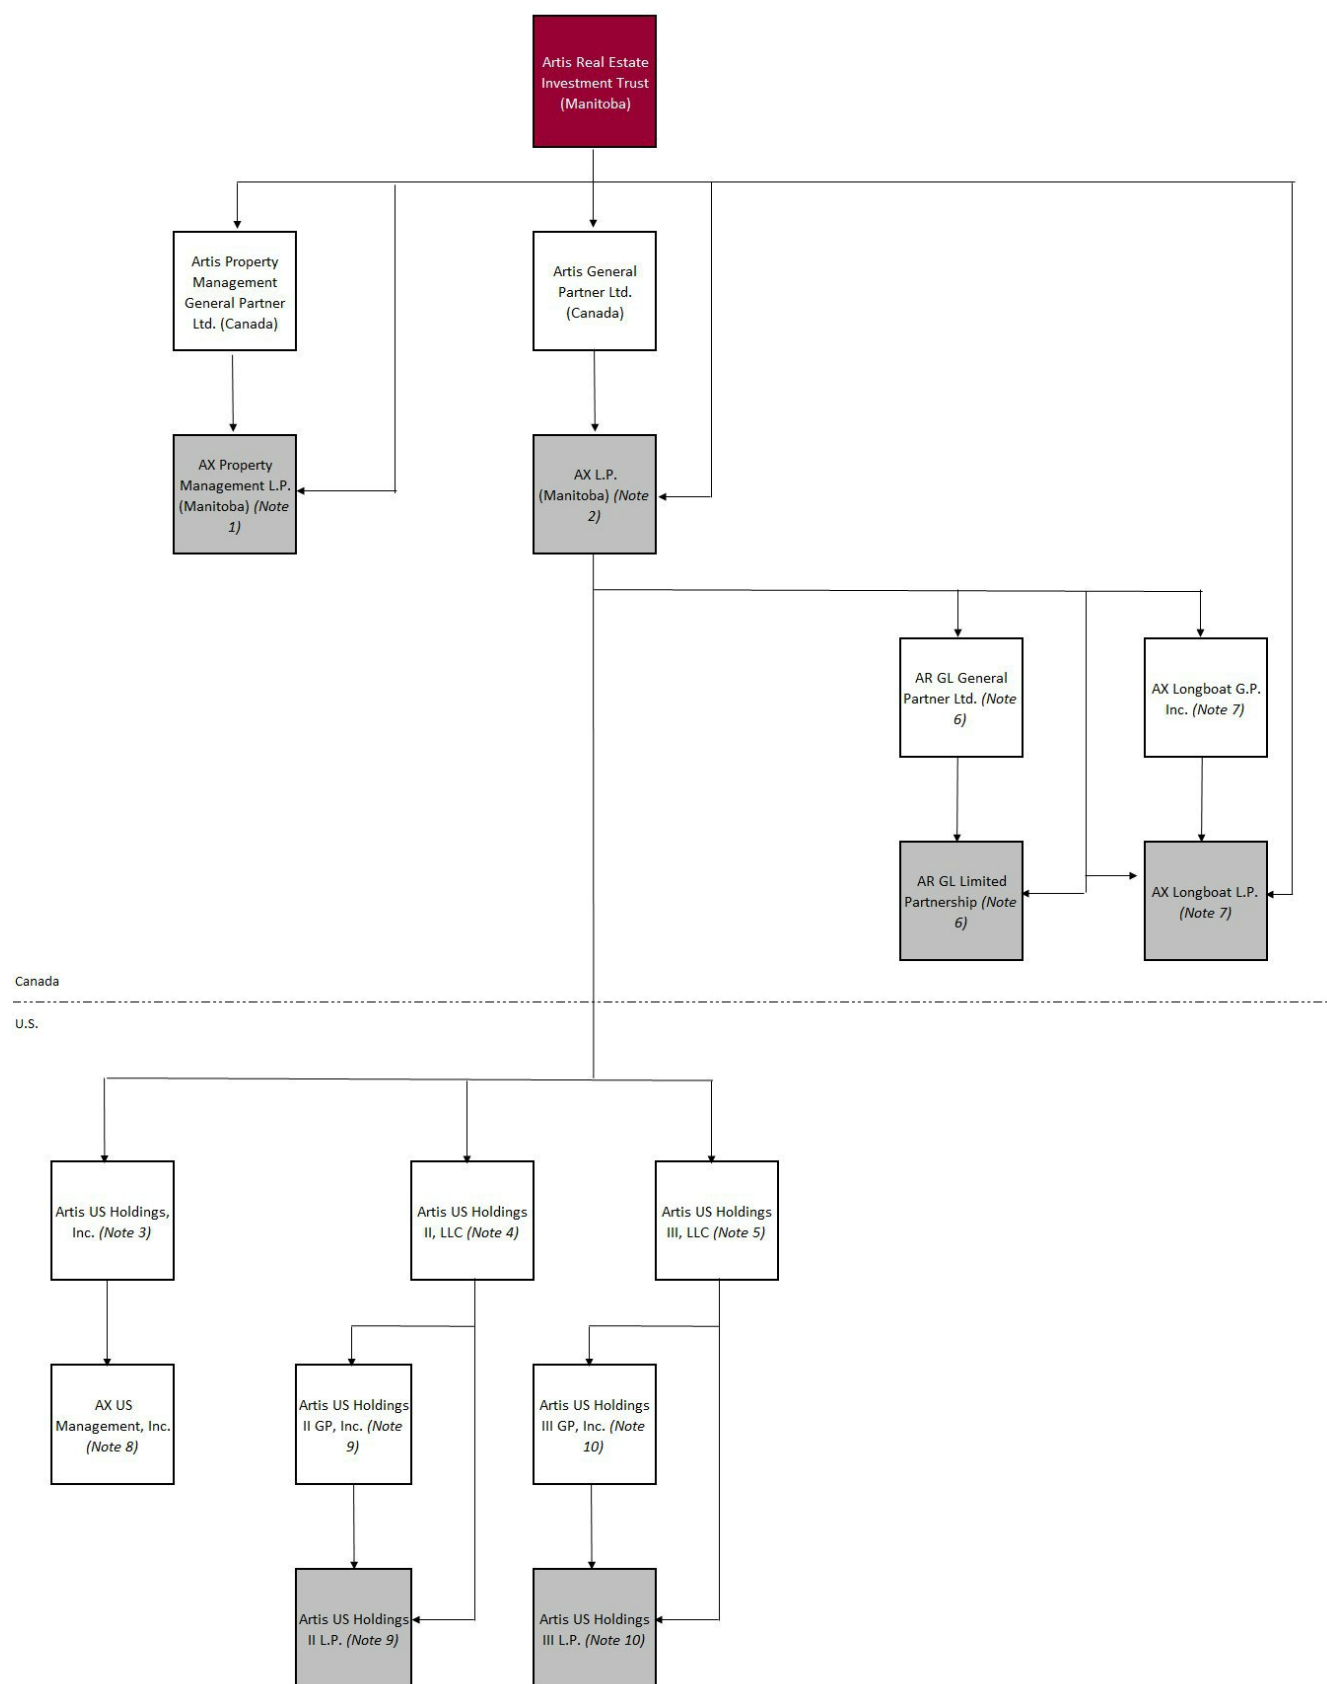 Artis Real Estate
Investment Trust
(Manitoba)
Artis Property
Management
General Partner
Ltd. (Canada)
Artis General
Partner Ltd.
(Canada)
AX Property
Management L.P.
(Manitoba) (Note
1)
AX L.P.
(Manitoba) (Note
2)
AR GL General
Partner Ltd. (Note
6)
AX Longboat G.P.
Inc. (Note 7)
AR GL Limited
Partnership (Note
6)
AX Longboat L.P.
(Note 7)
Canada
U.S.
Artis US Holdings,
Inc. (Note 3)
Artis US Holdings
II, LLC (Note 4)
Artis US Holdings
III, LLC (Note 5)
AX US
Management, Inc.
(Note 8)
Artis US Holdings
II GP, Inc. (Note
9)
Artis US Holdings
III GP, Inc. (Note
10)
Artis US Holdings
II L.P. (Note 9)
Artis US Holdings
III L.P. (Note 10)